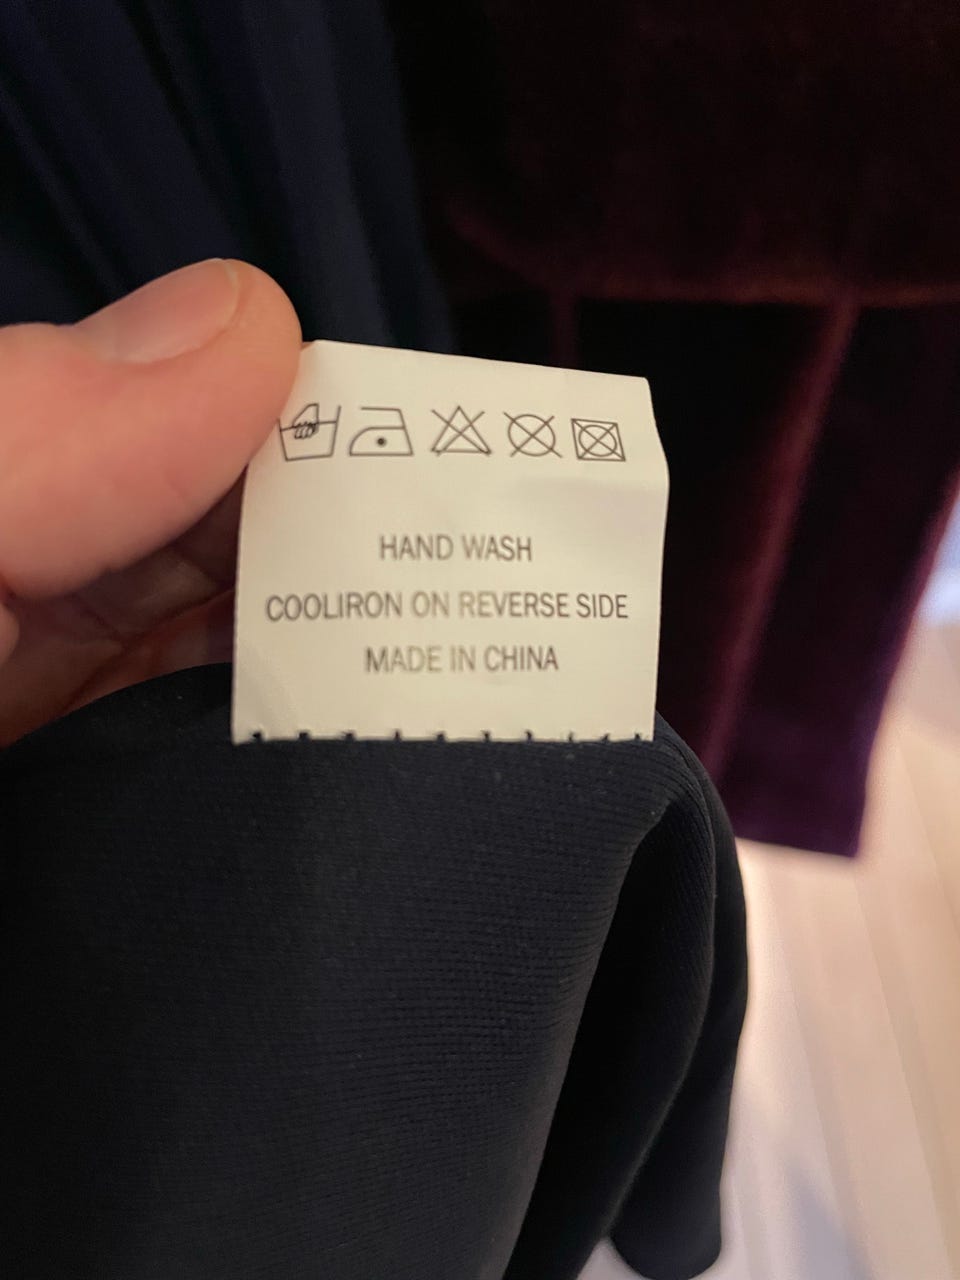 HAND WASH
COOLIRON ON REVERSE SIDE
MADE IN CHINA